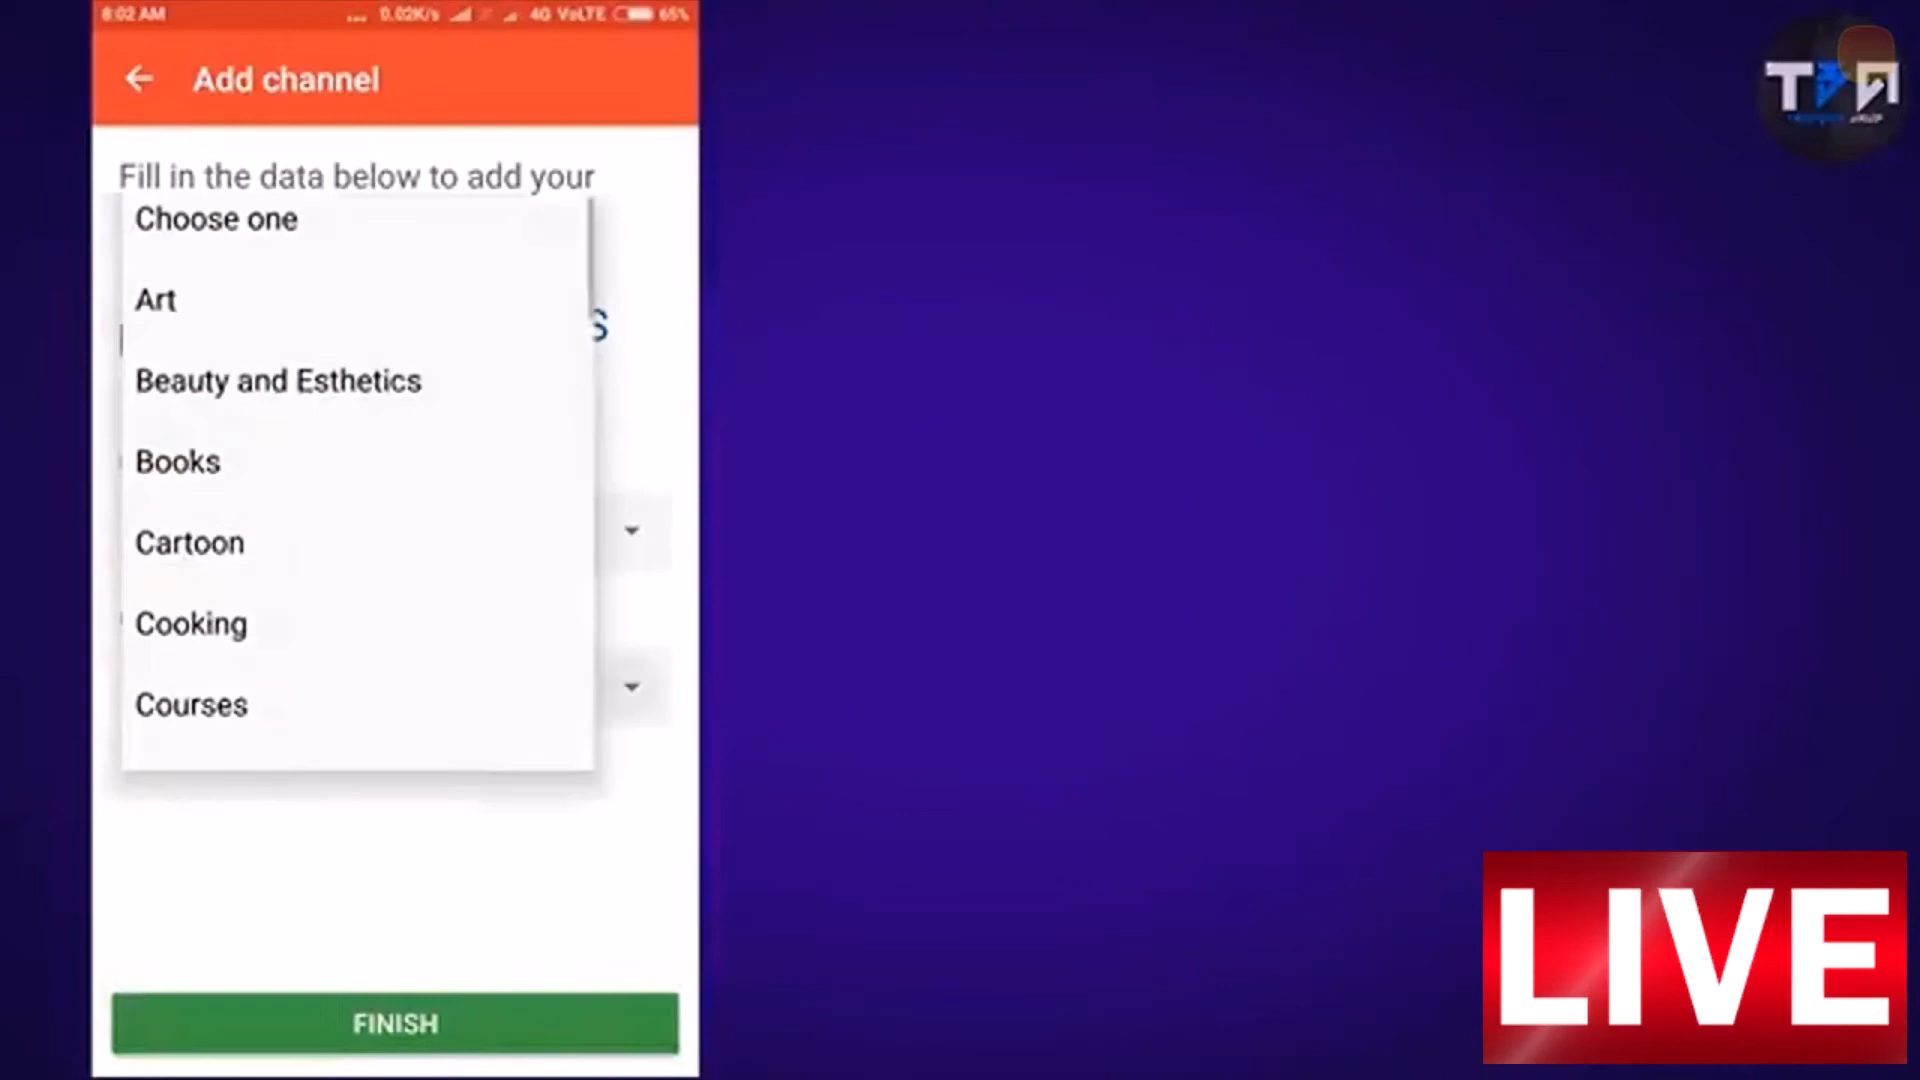 8:02 AM ... 0.02K/s 4G VoLTE 65%
Add channel
Fill in the data below to add your
Choose one
Art
S
Beauty and Esthetics
Books
Cartoon
Cooking
Courses
FINISH
LIVE